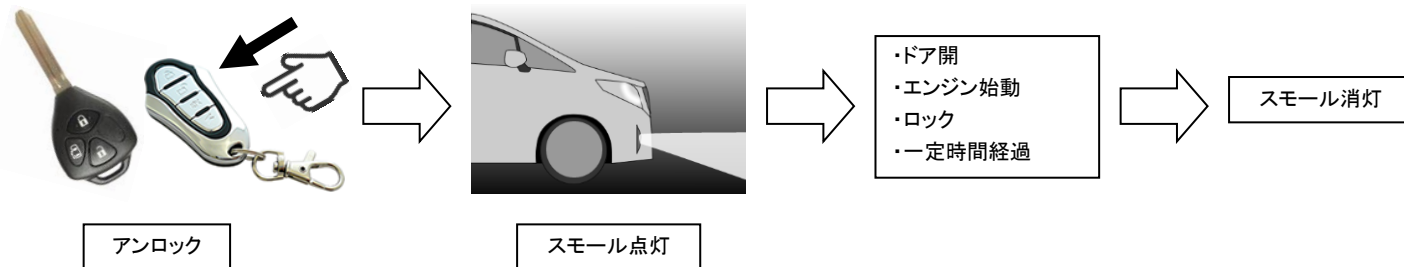 ・ドア開
・エンジン始動
・ロック
・一定時間経過
スモール消灯
アンロック
スモール点灯